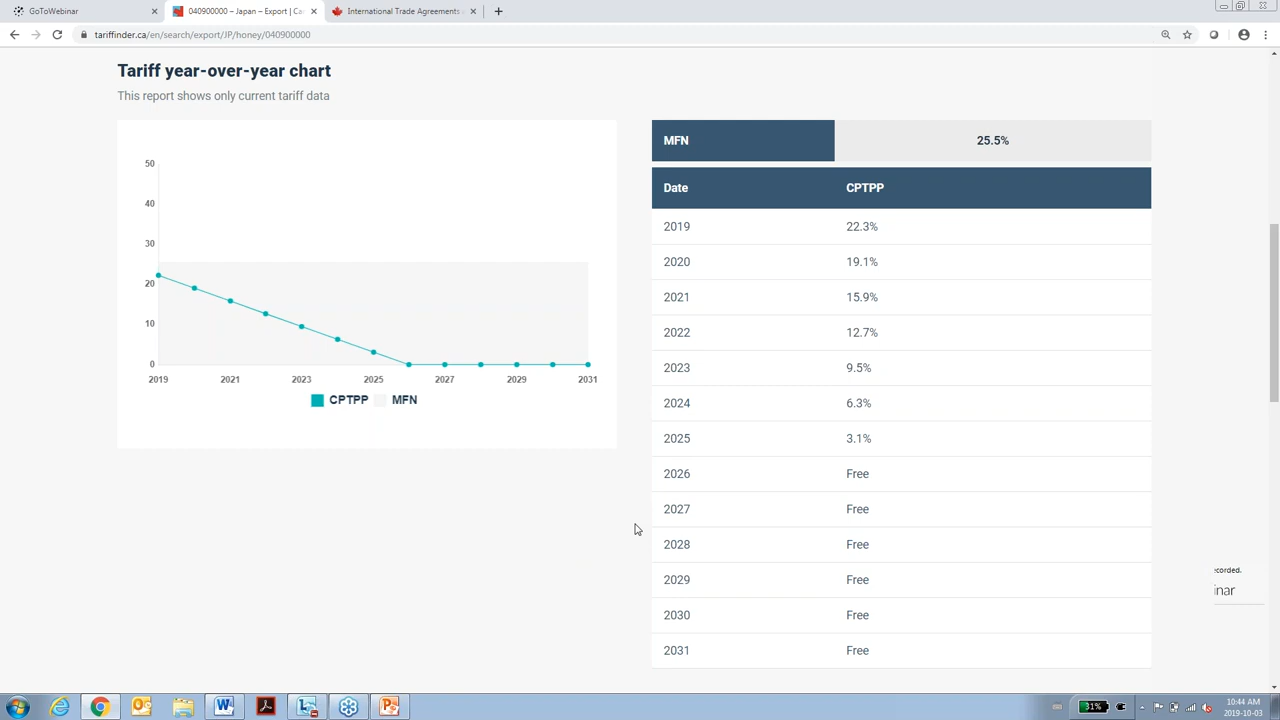 GoToWebinar
040900000 – Japan – Export | Ca
International Trade Agreements
tariffinder.ca/en/search/export/JP/honey/040900000
Tariff year-over-year chart
This report shows only current tariff data
50
40
30
20
10
0
2019 2021 2023 2025 2027 2029 2031
CPTPP MFN
MFN 25.5%
Date CPTPP
2019 22.3%
2020 19.1%
2021 15.9%
2022 12.7%
2023 9.5%
2024 6.3%
2025 3.1%
2026 Free
2027 Free
2028 Free
2029 Free
2030 Free
2031 Free
ecorded.
inar
31%
10:44 AM
2019-10-03